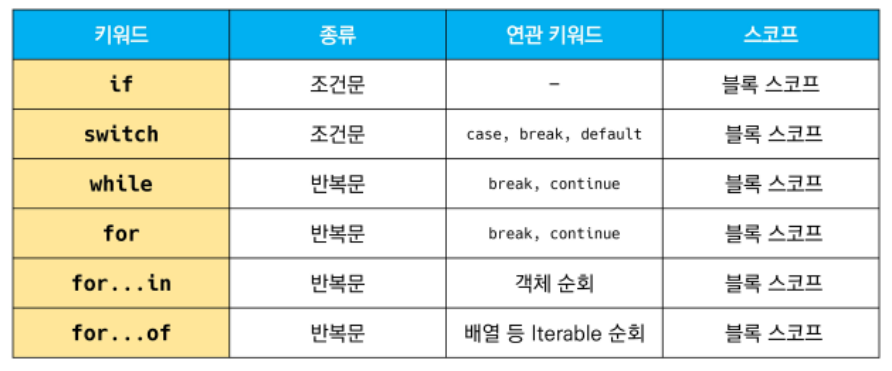 키워드 종류 연관 키워드 스코프
if 조건문 - 블록 스코프
switch 조건문 case, break, default 블록 스코프
while 반복문 break, continue 블록 스코프
for 반복문 break, continue 블록 스코프
for...in 반복문 객체 순회 블록 스코프
for...of 반복문 배열 등 Iterable 순회 블록 스코프